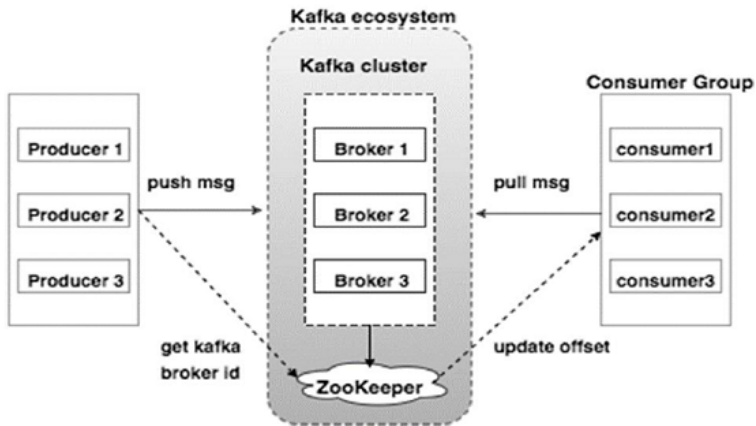 Kafka ecosystem
Kafka cluster
Consumer Group
Producer 1
Broker 1
consumer1
push msg
pull msg
Producer 2
Broker 2
consumer2
Producer 3
Broker 3
consumer3
get kafka
broker id
update offset
ZooKeeper